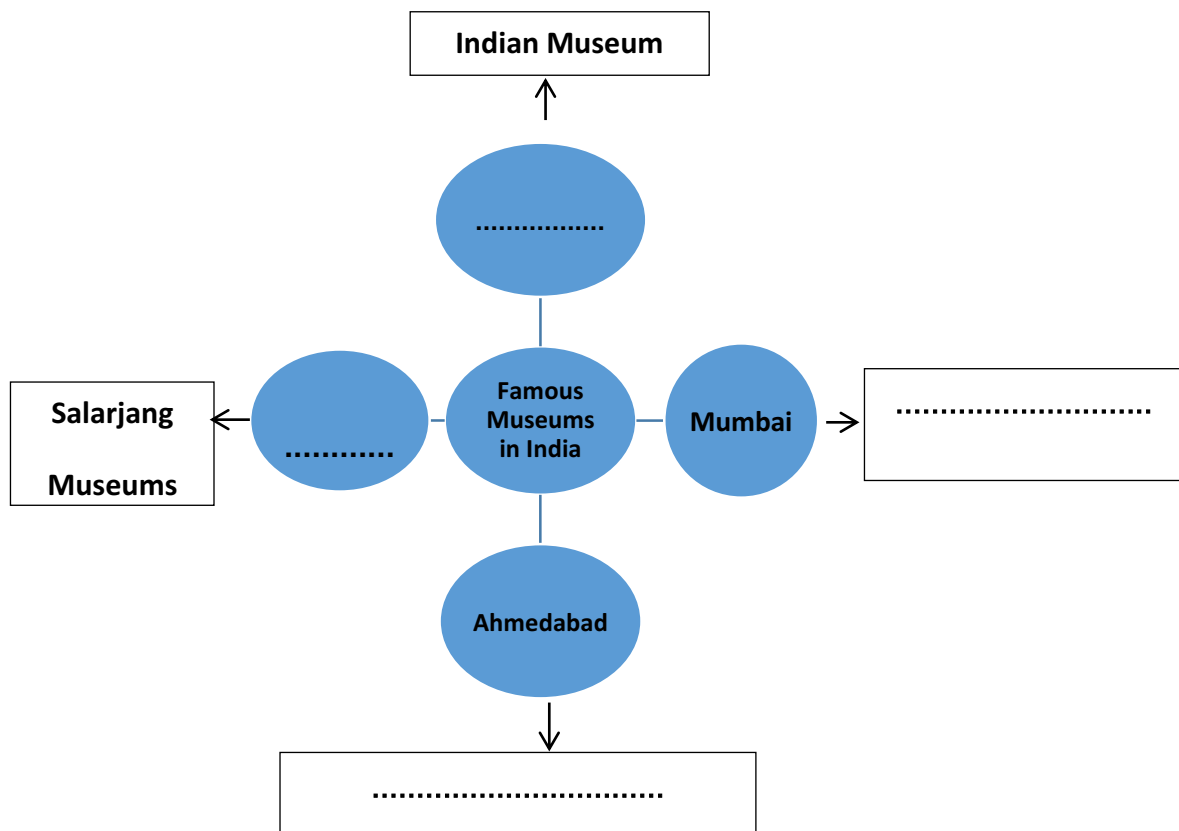 Indian Museum
.................
Famous
Museums
in India
Salarjang
Museums
............
Mumbai
.............................
Ahmedabad
.................................